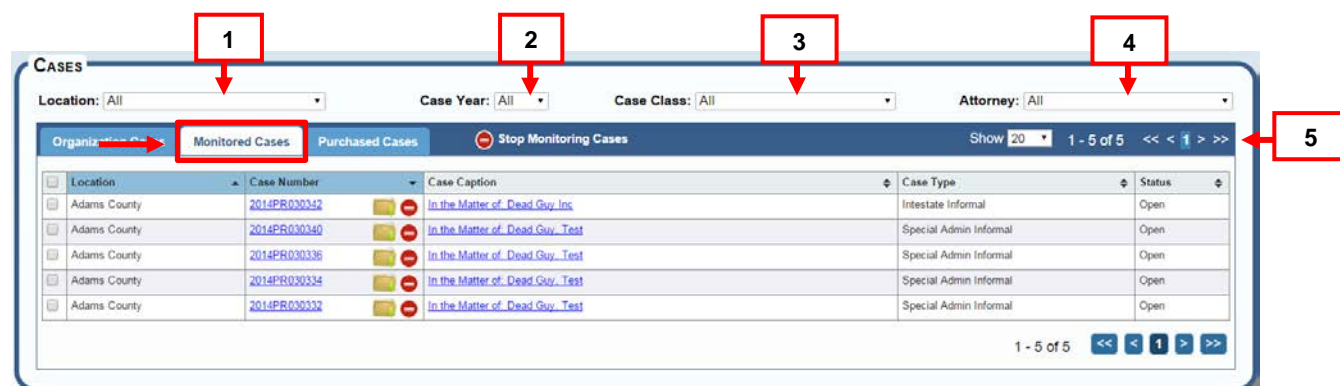 1 2 3 4
CASES
Location: All Case Year: All Case Class: All Attorney: All
Monitored Cases Purchased Cases Stop Monitoring Cases Show 20 1 - 5 of 5 << < 1 > >> 5
Location Case Number Case Caption Case Type Status
Adams County 2014PR030342 In the Matter of: Dead Guy Inc Intestate Informal Open
Adams County 2014PR030340 In the Matter of: Dead Guy, Test Special Admin Informal Open
Adams County 2014PR030336 In the Matter of: Dead Guy, Test Special Admin Informal Open
Adams County 2014PR030334 In the Matter of: Dead Guy, Test Special Admin Informal Open
Adams County 2014PR030332 In the Matter of: Dead Guy, Test Special Admin Informal Open
1 - 5 of 5 << < 1 > >>